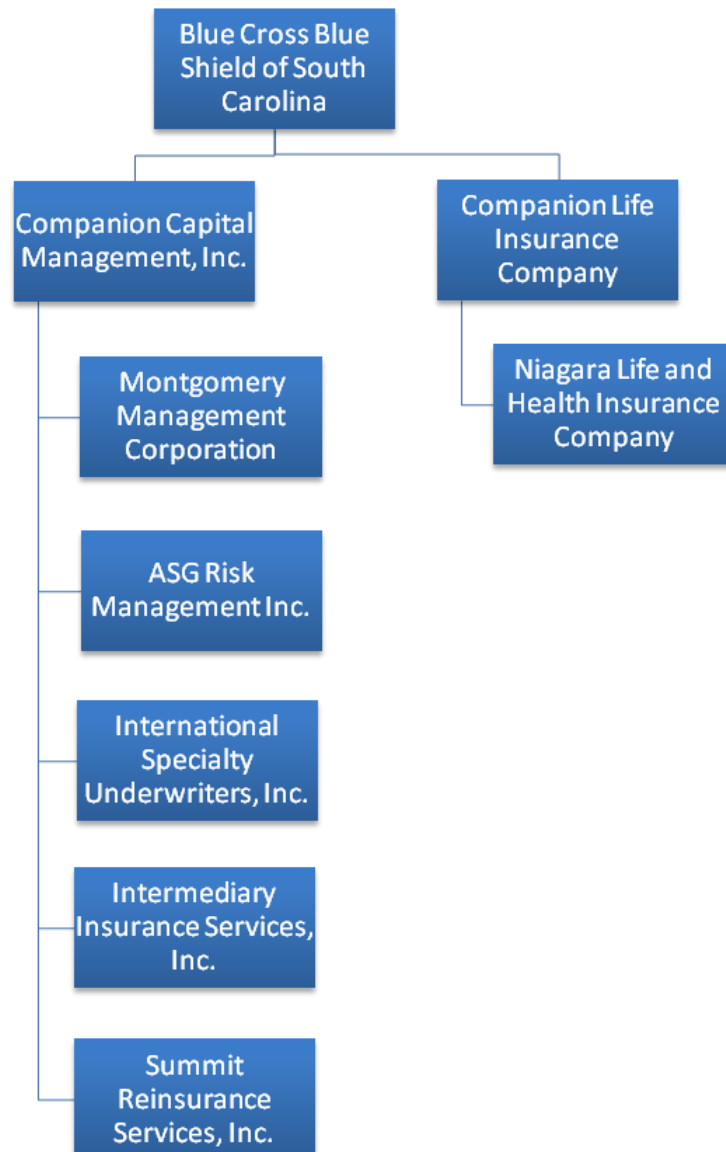 Blue Cross Blue
Shield of South
Carolina
Companion Capital
Management, Inc.
Companion Life
Insurance
Company
Montgomery
Management
Corporation
Niagara Life and
Health Insurance
Company
ASG Risk
Management Inc.
International
Specialty
Underwriters, Inc.
Intermediary
Insurance Services,
Inc.
Summit
Reinsurance
Services, Inc.